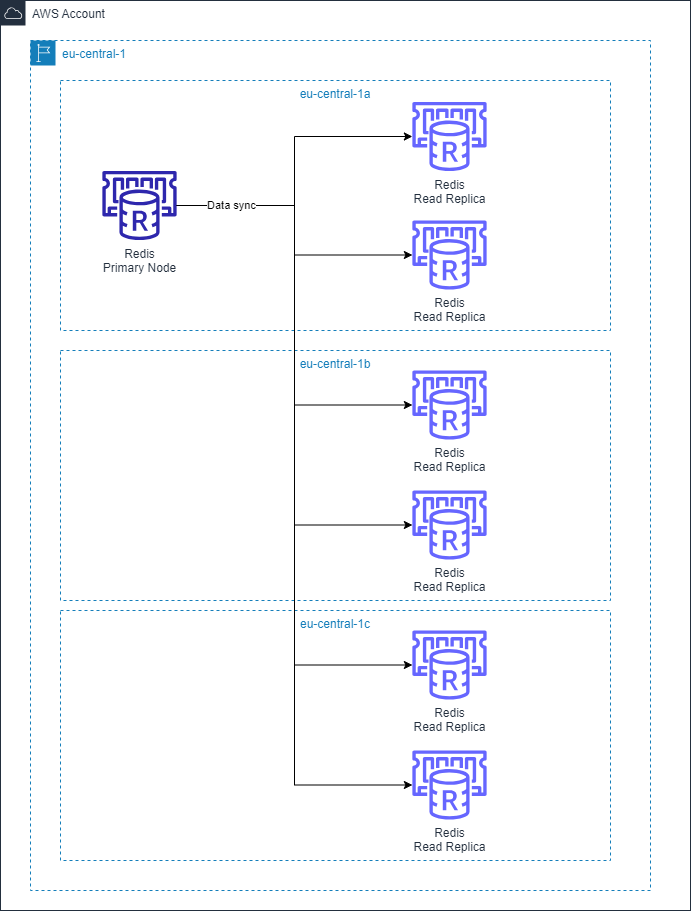 AWS Account
eu-central-1
eu-central-1a
R
Redis
Read Replica
R
Data sync
Redis
Primary Node
R
Redis
Read Replica
eu-central-1b
R
Redis
Read Replica
R
Redis
Read Replica
eu-central-1c
R
Redis
Read Replica
R
Redis
Read Replica